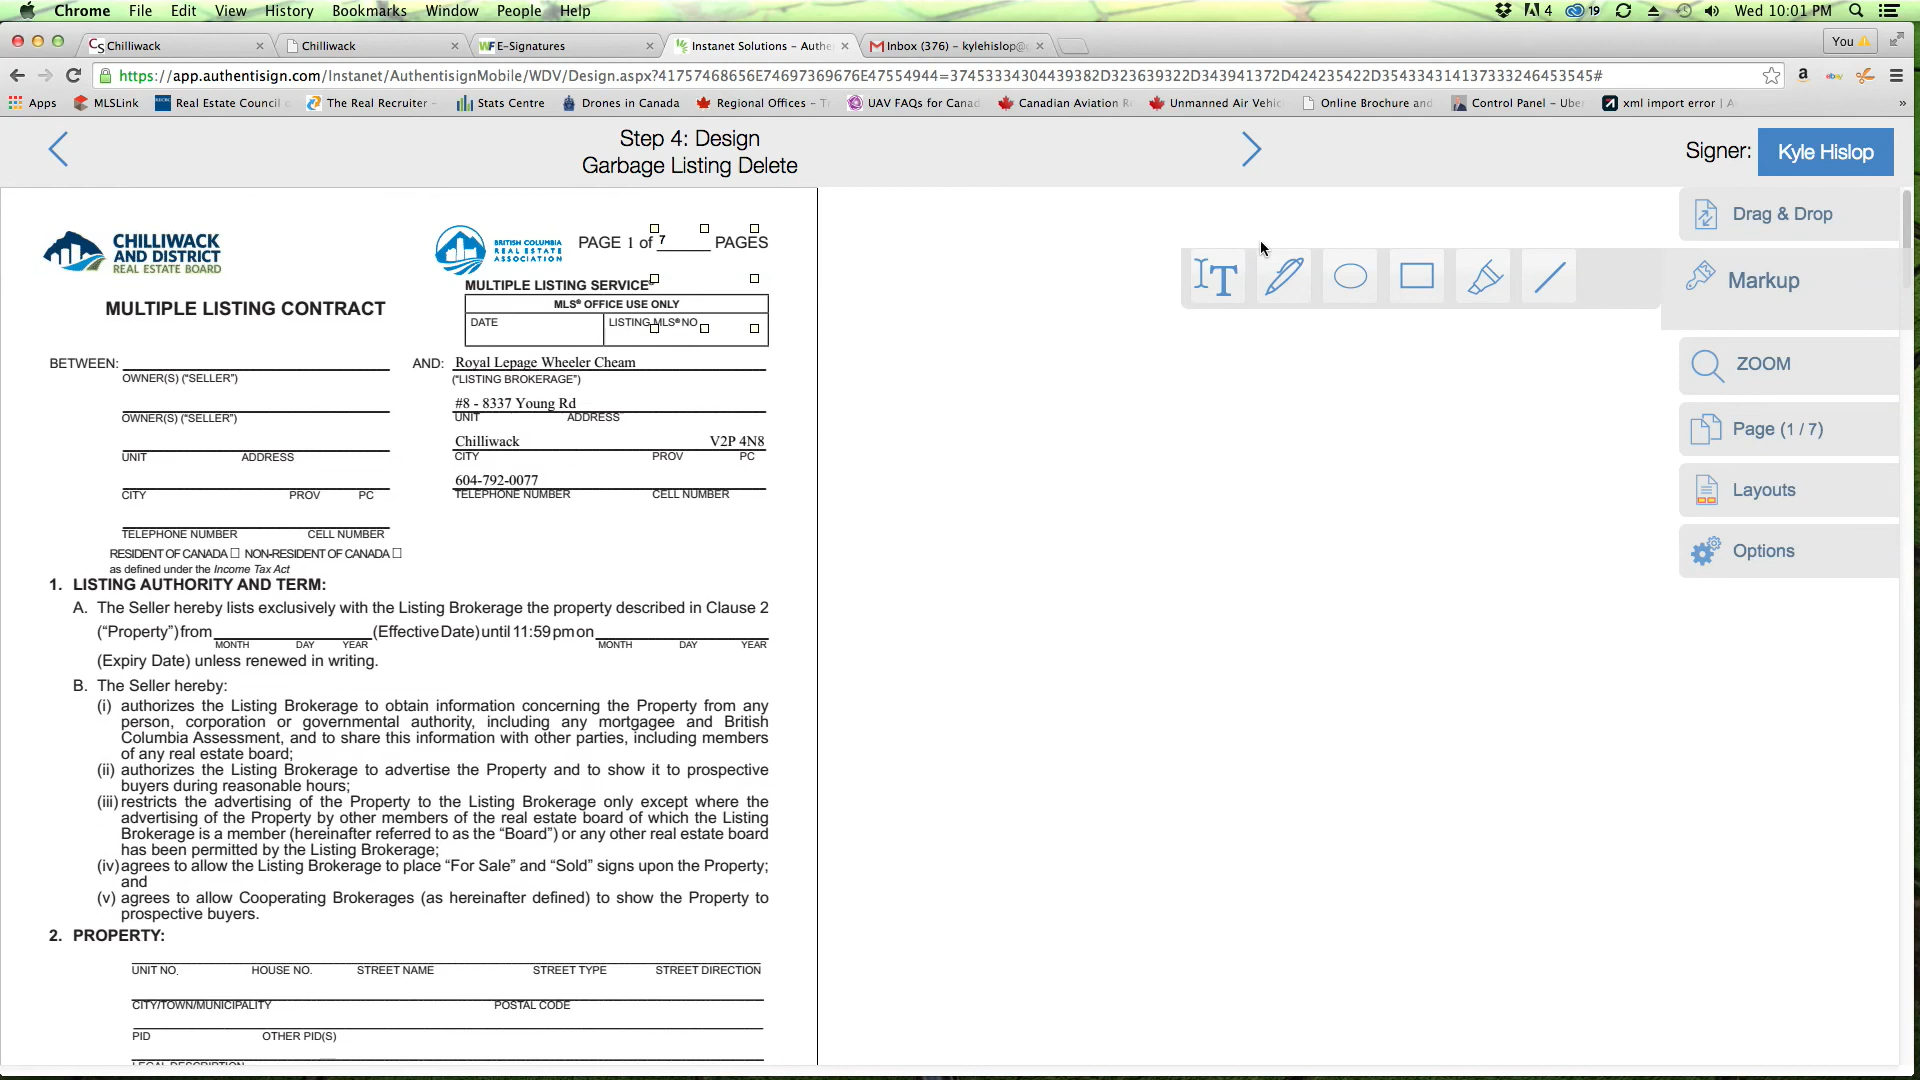 Chrome File Edit View History Bookmarks Window People Help 4 19 Wed 10:01 PM
Chilliwack Chilliwack E-Signatures Instanet Solutions - Authe Inbox (376) - kylehislop@ You
https://app.authentisign.com/Instanet/AuthentisignMobile/WDV/Design.aspx?41757468656E74697369676E47554944=37453334304439382D323639322D343941372D424235422D354334314137333246453545#
Apps MLSLink Real Estate Council The Real Recruiter - Stats Centre Drones in Canada Regional Offices - T UAV FAQs for Canad Canadian Aviation R Unmanned Air Vehic Online Brochure and Control Panel - Uber xml import error | A »
Step 4: Design
Garbage Listing Delete
Signer: Kyle Hislop
Drag & Drop
Markup
ZOOM
Page (1 / 7)
Layouts
Options
CHILLIWACK
AND DISTRICT
REAL ESTATE BOARD
BRITISH COLUMBIA
REAL ESTATE
ASSOCIATION
PAGE 1 of 7 PAGES
MULTIPLE LISTING CONTRACT
MULTIPLE LISTING SERVICE
MLS® OFFICE USE ONLY
DATE LISTING MLS® NO
BETWEEN:
OWNER(S) (“SELLER”)
OWNER(S) (“SELLER”)
UNIT ADDRESS
CITY PROV PC
TELEPHONE NUMBER CELL NUMBER
AND: Royal Lepage Wheeler Cheam
(“LISTING BROKERAGE”)
#8 - 8337 Young Rd
UNIT ADDRESS
Chilliwack V2P 4N8
CITY PROV PC
604-792-0077
TELEPHONE NUMBER CELL NUMBER
RESIDENT OF CANADA □ NON-RESIDENT OF CANADA □
as defined under the Income Tax Act
1. LISTING AUTHORITY AND TERM:
A. The Seller hereby lists exclusively with the Listing Brokerage the property described in Clause 2
(“Property”) from (Effective Date) until 11:59 pm on
MONTH DAY YEAR MONTH DAY YEAR
(Expiry Date) unless renewed in writing.
B. The Seller hereby:
(i) authorizes the Listing Brokerage to obtain information concerning the Property from any
person, corporation or governmental authority, including any mortgagee and British
Columbia Assessment, and to share this information with other parties, including members
of any real estate board;
(ii) authorizes the Listing Brokerage to advertise the Property and to show it to prospective
buyers during reasonable hours;
(iii) restricts the advertising of the Property to the Listing Brokerage only except where the
advertising of the Property by other members of the real estate board of which the Listing
Brokerage is a member (hereinafter referred to as the “Board”) or any other real estate board
has been permitted by the Listing Brokerage;
(iv) agrees to allow the Listing Brokerage to place “For Sale” and “Sold” signs upon the Property;
and
(v) agrees to allow Cooperating Brokerages (as hereinafter defined) to show the Property to
prospective buyers.
2. PROPERTY:
UNIT NO. HOUSE NO. STREET NAME STREET TYPE STREET DIRECTION
CITY/TOWN/MUNICIPALITY POSTAL CODE
PID OTHER PID(S)
LEGAL DESCRIPTION